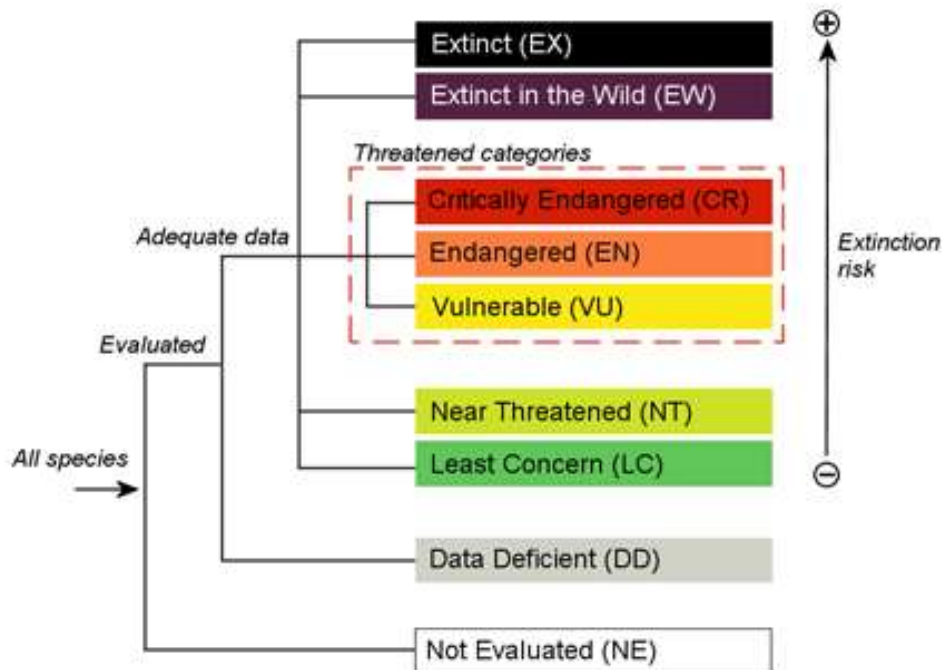 Extinct (EX)
Extinct in the Wild (EW)
Threatened categories
Critically Endangered (CR)
Adequate data
Endangered (EN)
Extinction
risk
Vulnerable (VU)
Evaluated
Near Threatened (NT)
All species
Least Concern (LC)
Data Deficient (DD)
Not Evaluated (NE)